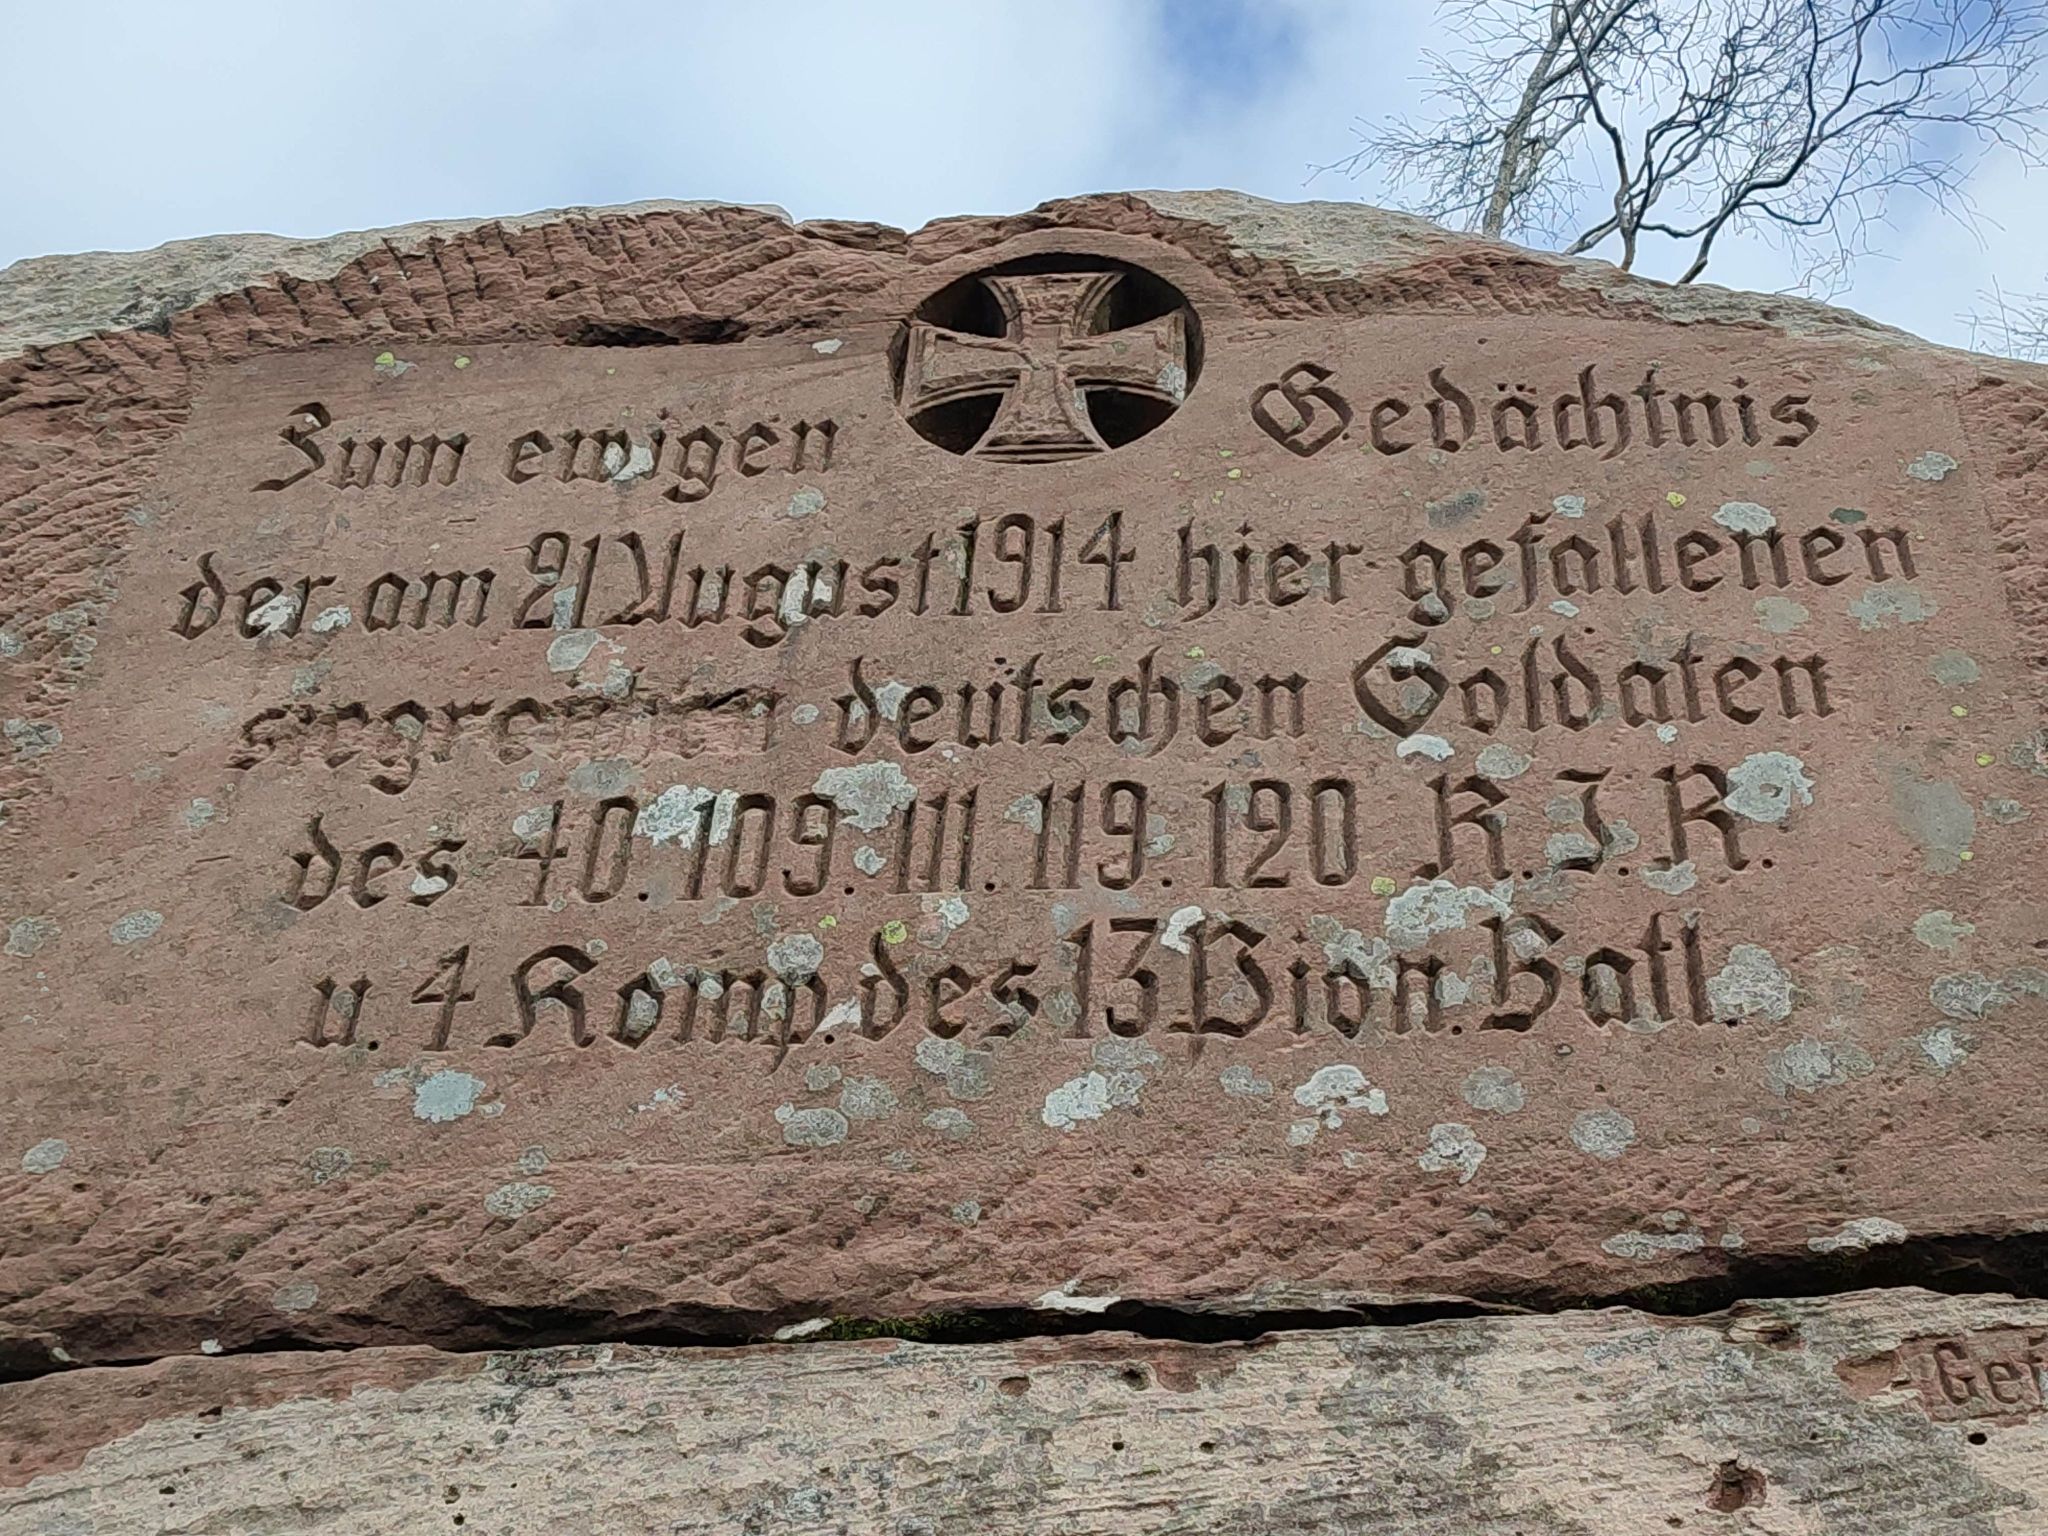 Zum ewigen Gedächtnis
der am 21 August 1914 hier gefallenen
deutschen Soldaten
des 40. 109. 111. 119. 120 R.I.R.
u. 4 Komp. des 13 Pion. Batl